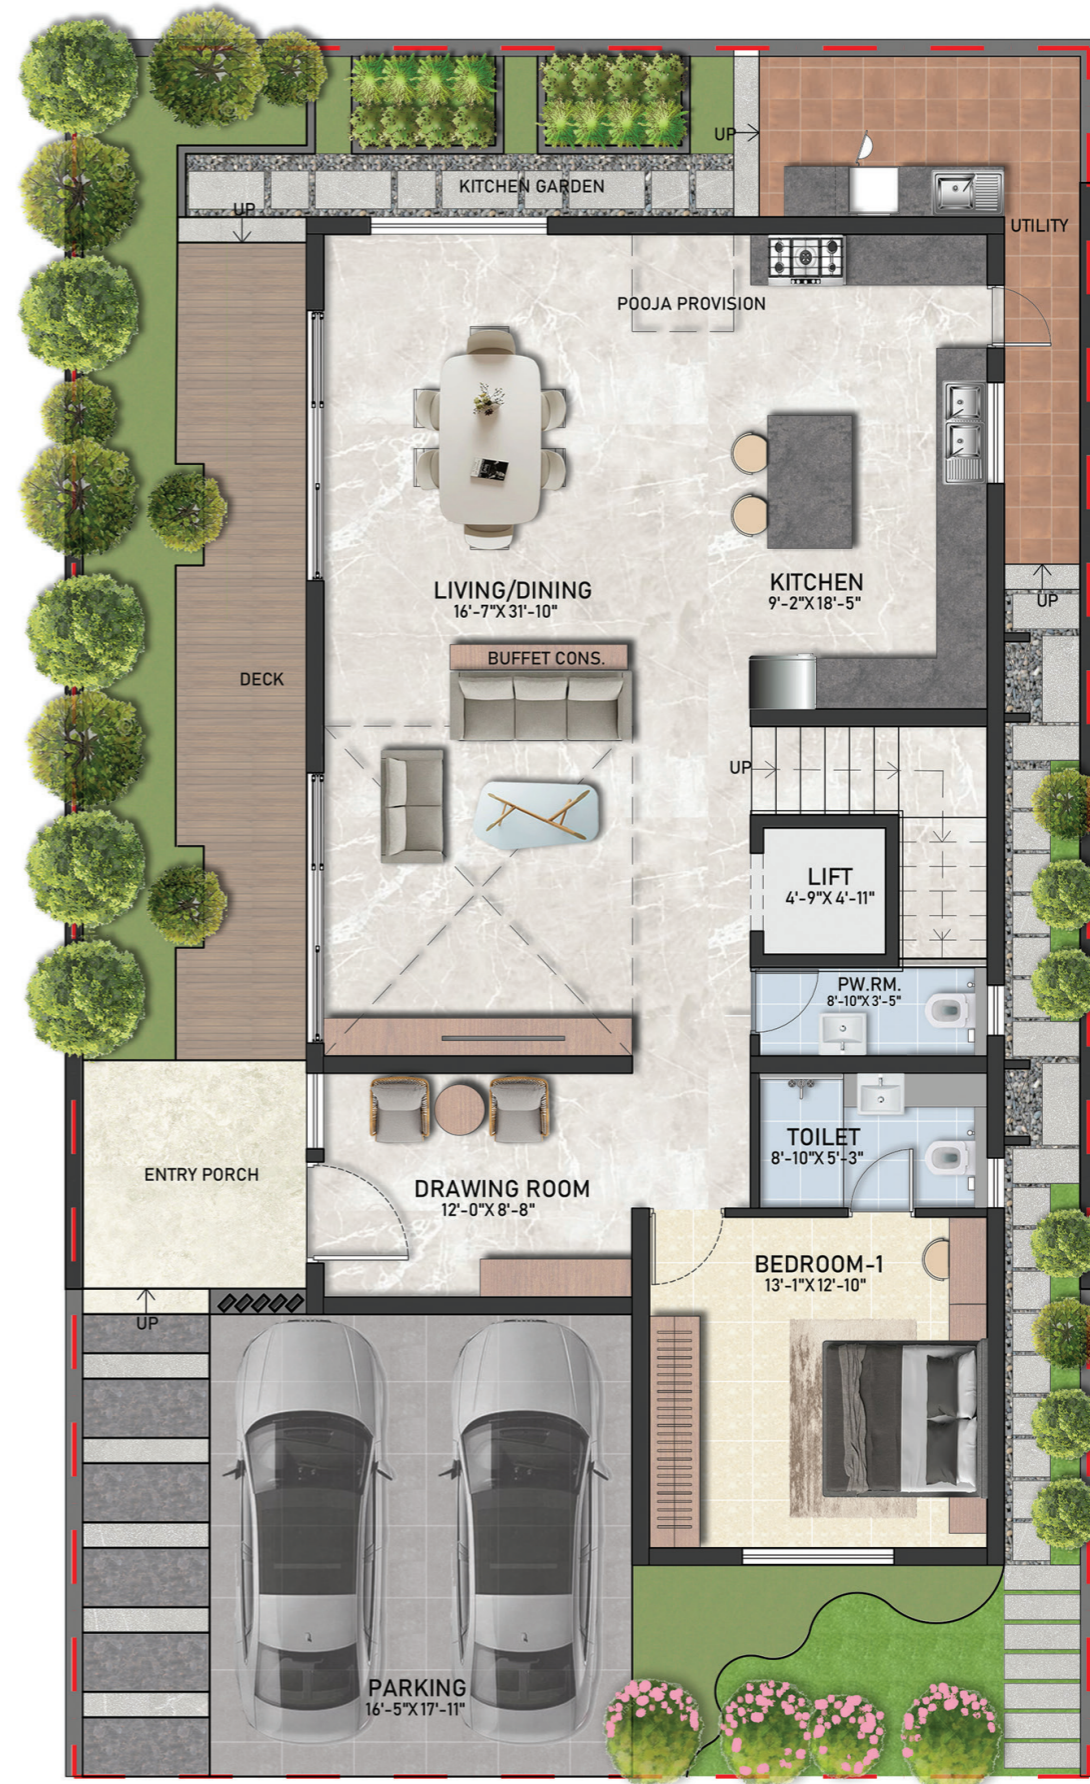 UP
KITCHEN GARDEN
UP
UTILITY
POOJA PROVISION
LIVING/DINING
16'-7"X 31'-10"
KITCHEN
9'-2"X 18'-5"
UP
BUFFET CONS.
DECK
UP
LIFT
4'-9"X 4'-11"
PW.RM.
8'-10"X 3'-5"
TOILET
8'-10"X 5'-3"
ENTRY PORCH
DRAWING ROOM
12'-0"X 8'-8"
BEDROOM-1
13'-1"X 12'-10"
UP
PARKING
16'-5"X 17'-11"